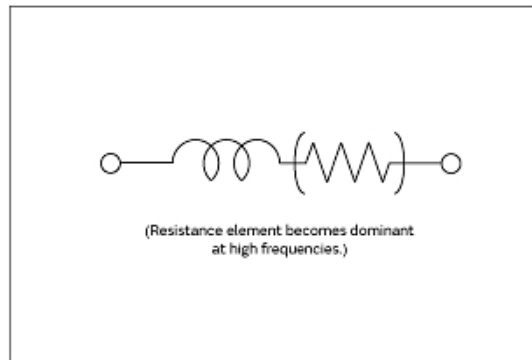 (Resistance element becomes dominant
at high frequencies.)